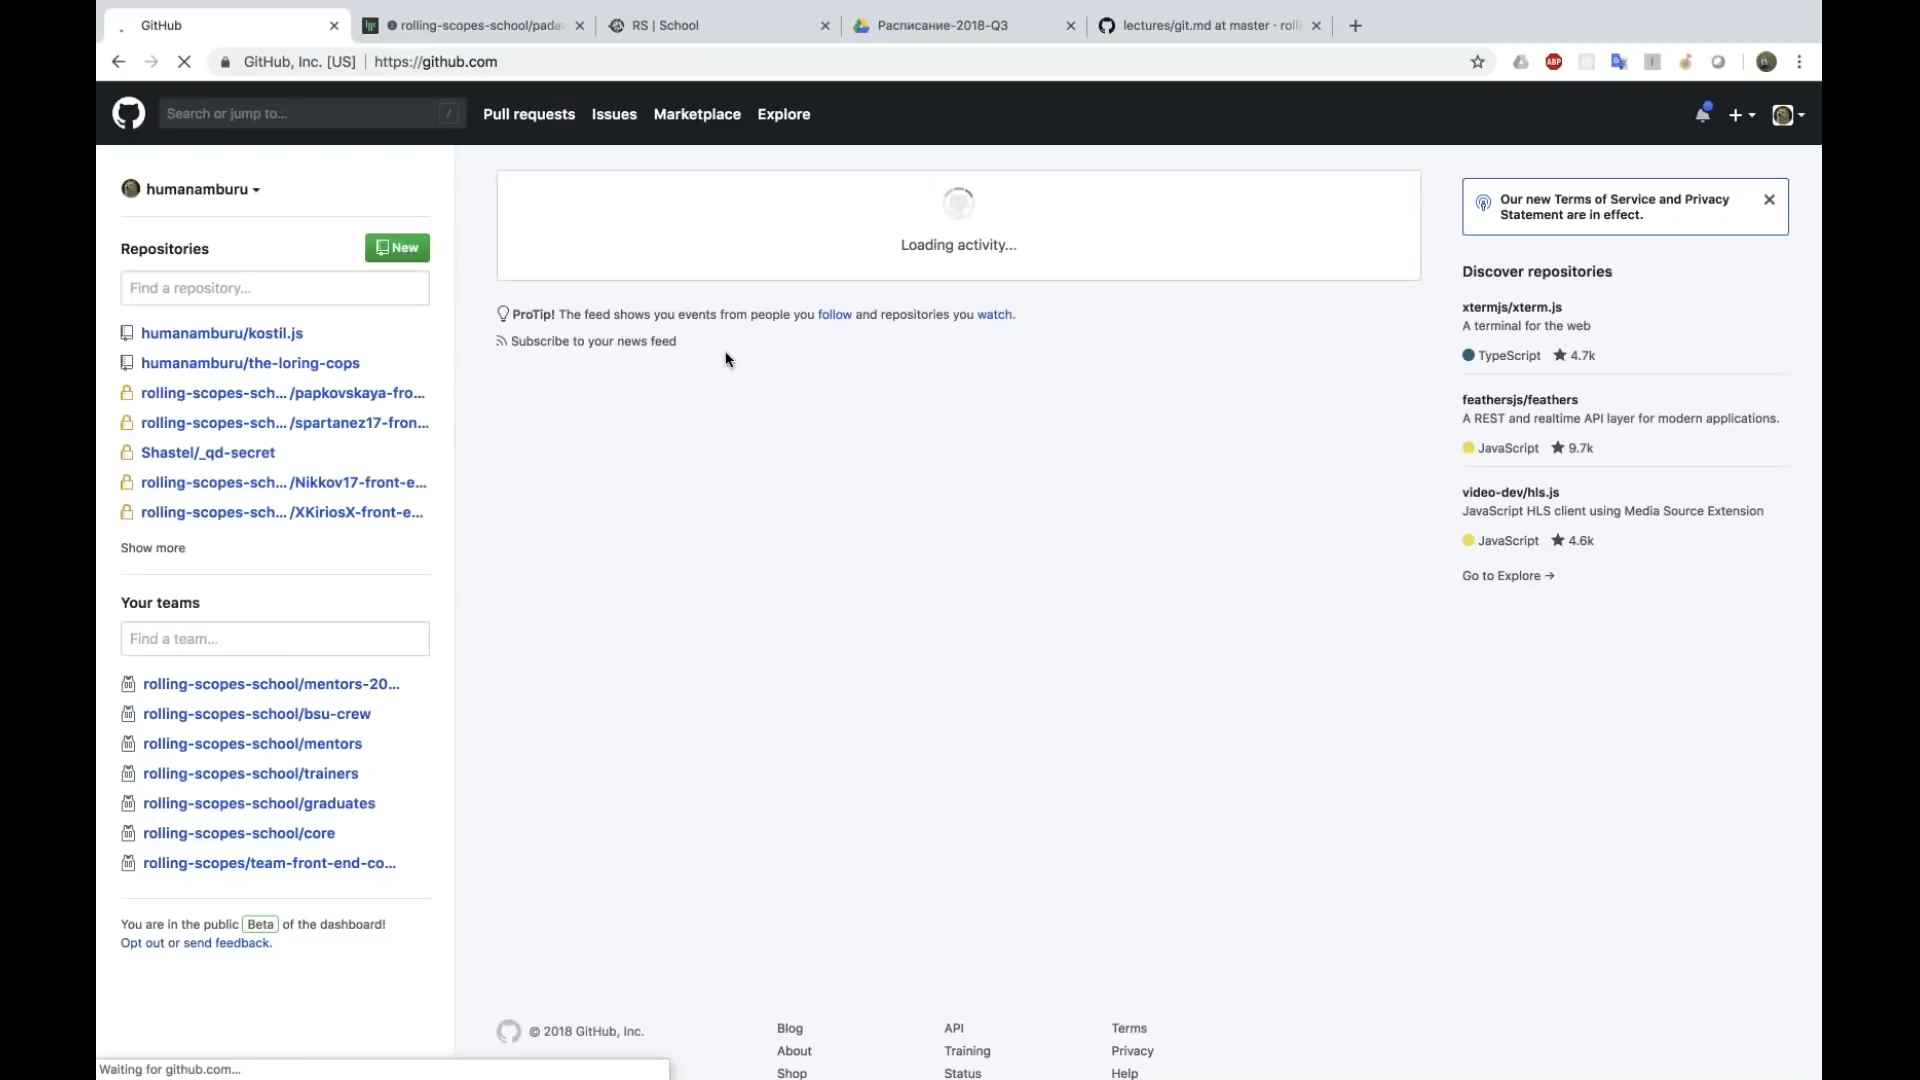 GitHub
rolling-scopes-school/padav
RS | School
Расписание-2018-Q3
lectures/git.md at master · rolli
GitHub, Inc. [US] | https://github.com
ABP
Search or jump to...
/
Pull requests
Issues
Marketplace
Explore
humanamburu
Repositories
New
Find a repository...
humanamburu/kostil.js
humanamburu/the-loring-cops
rolling-scopes-sch... /papkovskaya-fro...
rolling-scopes-sch... /spartanez17-fron...
Shastel/_qd-secret
rolling-scopes-sch... /Nikkov17-front-e...
rolling-scopes-sch... /XKiriosX-front-e...
Show more
Your teams
Find a team...
rolling-scopes-school/mentors-20...
rolling-scopes-school/bsu-crew
rolling-scopes-school/mentors
rolling-scopes-school/trainers
rolling-scopes-school/graduates
rolling-scopes-school/core
rolling-scopes/team-front-end-co...
You are in the public Beta of the dashboard!
Opt out or send feedback.
Loading activity...
ProTip! The feed shows you events from people you follow and repositories you watch.
Subscribe to your news feed
Our new Terms of Service and Privacy
Statement are in effect.
Discover repositories
xtermjs/xterm.js
A terminal for the web
TypeScript 4.7k
feathersjs/feathers
A REST and realtime API layer for modern applications.
JavaScript 9.7k
video-dev/hls.js
JavaScript HLS client using Media Source Extension
JavaScript 4.6k
Go to Explore →
© 2018 GitHub, Inc.
Blog
About
Shop
API
Training
Status
Terms
Privacy
Help
Waiting for github.com...